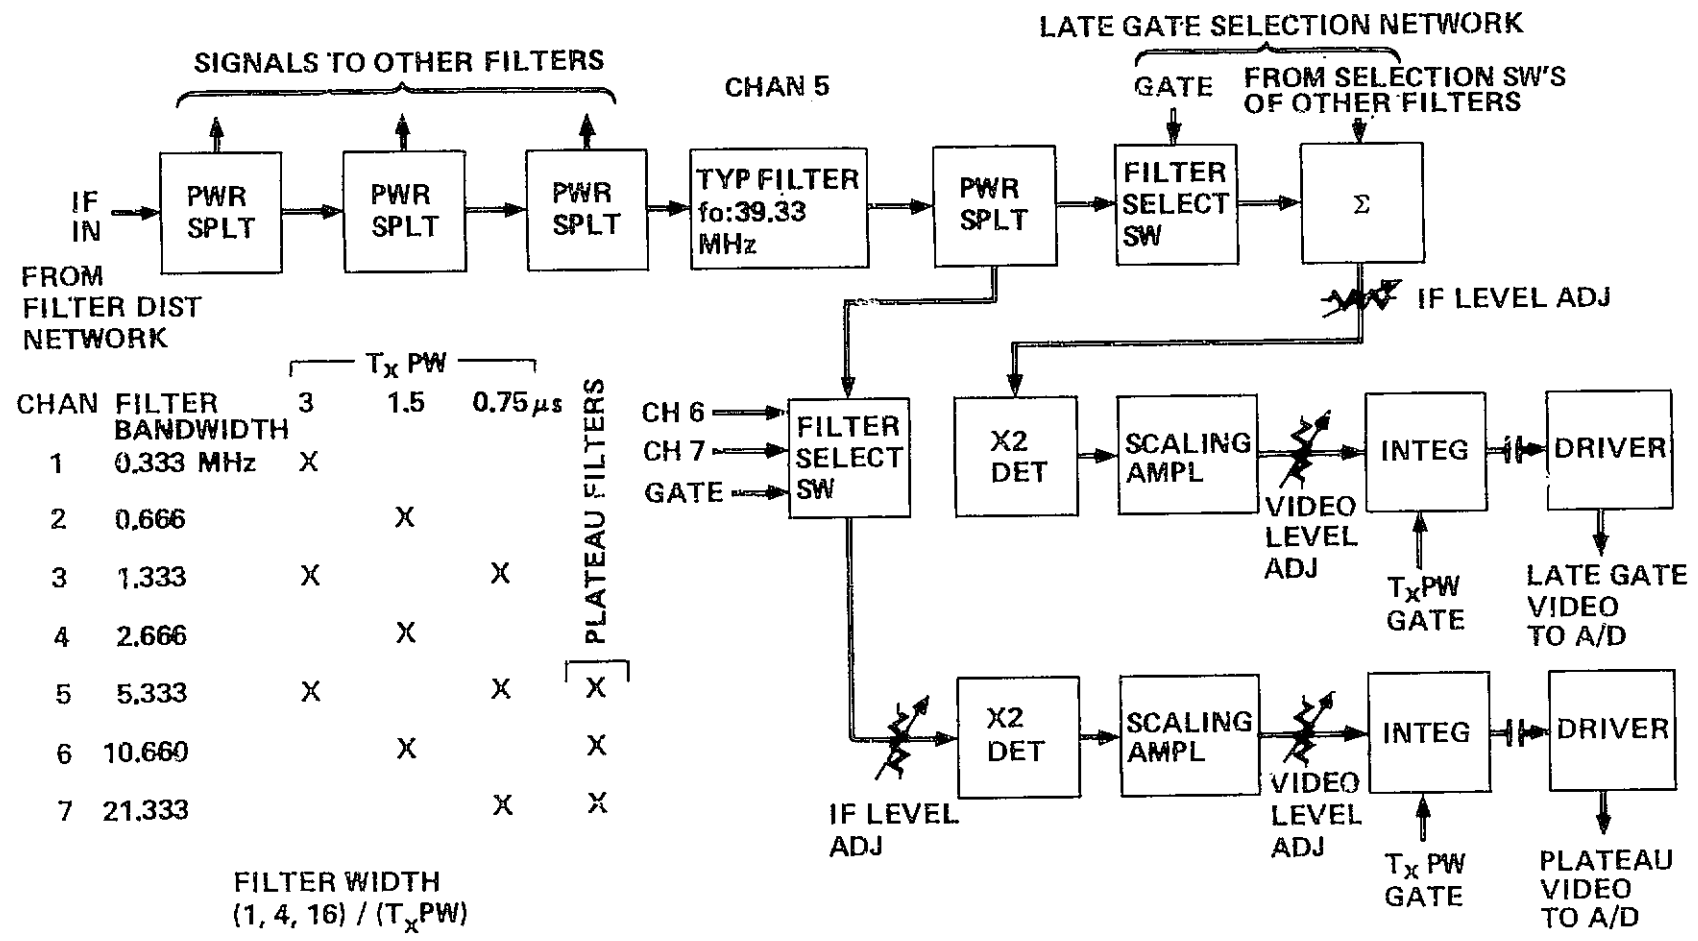 LATE GATE SELECTION NETWORK
SIGNALS TO OTHER FILTERS
CHAN 5
GATE
FROM SELECTION SW'S
OF OTHER FILTERS
IF
IN
PWR
SPLT
PWR
SPLT
PWR
SPLT
TYP FILTER
fo:39.33
MHz
PWR
SPLT
FILTER
SELECT
SW
Σ
FROM
FILTER DIST
NETWORK
IF LEVEL ADJ
TX PW
CHAN FILTER BANDWIDTH 3 1.5 0.75 μs
PLATEAU FILTERS
1 0.333 MHz X
2 0.666 X
3 1.333 X X
4 2.666 X
5 5.333 X X X
6 10.660 X X
7 21.333 X X
FILTER WIDTH
(1, 4, 16) / (TXPW)
CH 6
CH 7
GATE
FILTER
SELECT
SW
X2
DET
SCALING
AMPL
VIDEO
LEVEL
ADJ
INTEG
TXPW
GATE
DRIVER
LATE GATE
VIDEO
TO A/D
IF LEVEL
ADJ
X2
DET
SCALING
AMPL
VIDEO
LEVEL
ADJ
INTEG
TX PW
GATE
DRIVER
PLATEAU
VIDEO
TO A/D